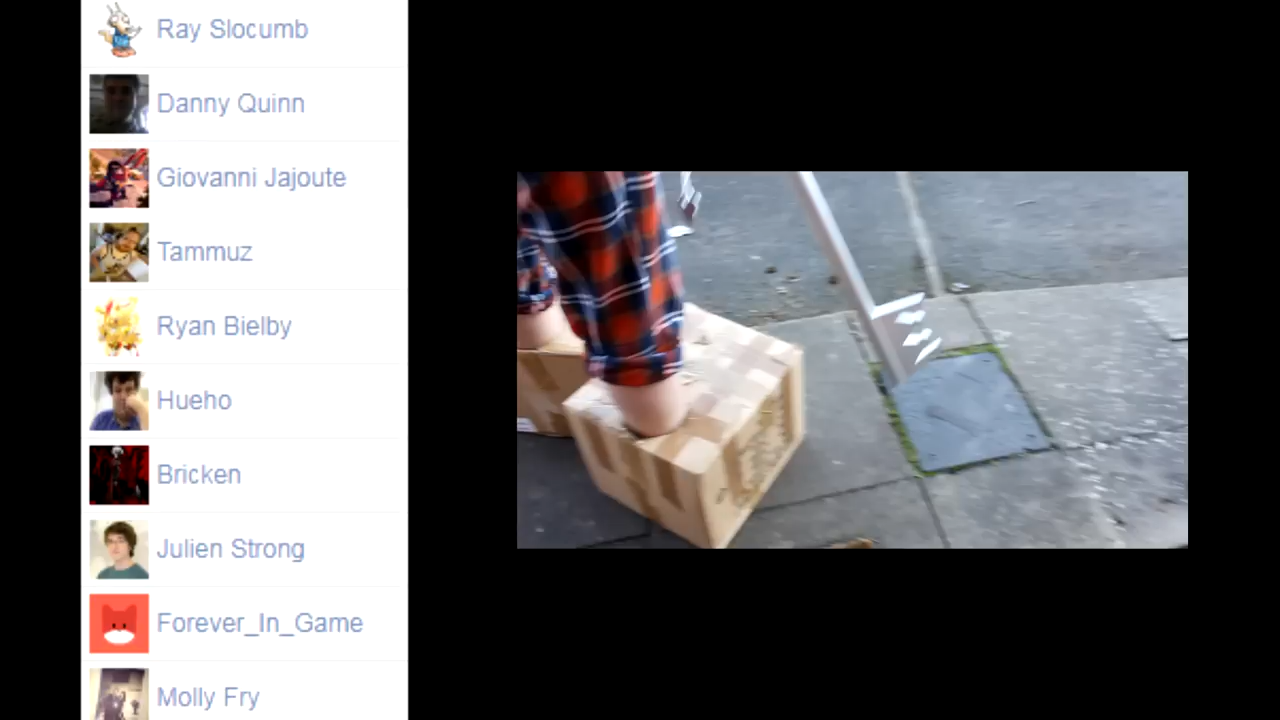 Ray Slocumb
Danny Quinn
Giovanni Jajoute
Tammuz
Ryan Bielby
Hueho
Bricken
Julien Strong
Forever_In_Game
Molly Fry